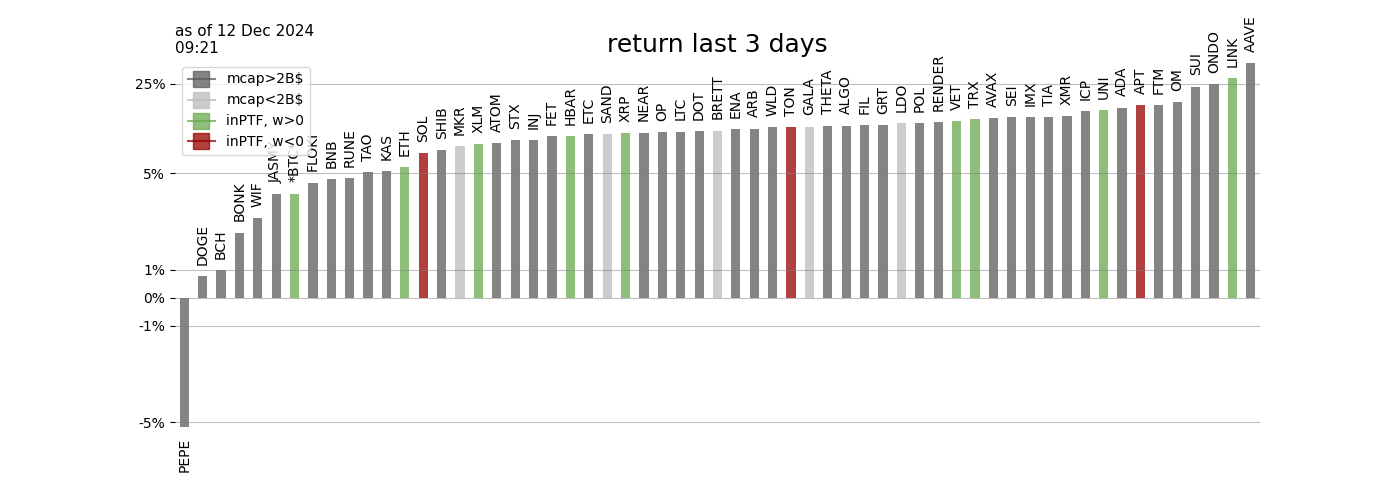 as of 12 Dec 2024
09:21
return last 3 days
mcap>2B$
mcap<2B$
inPTF, w>0
inPTF, w<0
25%
5%
1%
0%
-1%
-5%
PEPE
DOGE
BCH
BONK
WIF
JASMY
*BTC*
FLOKI
BNB
RUNE
TAO
KAS
ETH
SOL
SHIB
MKR
XLM
ATOM
STX
INJ
FET
HBAR
ETC
SAND
XRP
NEAR
OP
LTC
DOT
BRETT
ENA
ARB
WLD
TON
GALA
THETA
ALGO
FIL
GRT
LDO
POL
RENDER
VET
TRX
AVAX
SEI
IMX
TIA
XMR
ICP
UNI
ADA
APT
FTM
OM
SUI
ONDO
LINK
AAVE